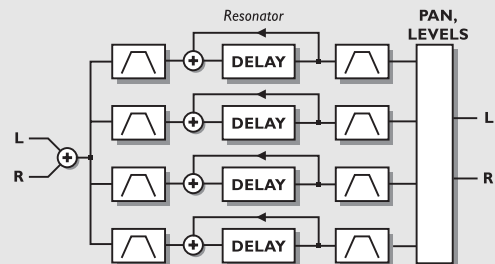 Resonator
PAN,
LEVELS
DELAY
DELAY
L
L
R
R
DELAY
DELAY